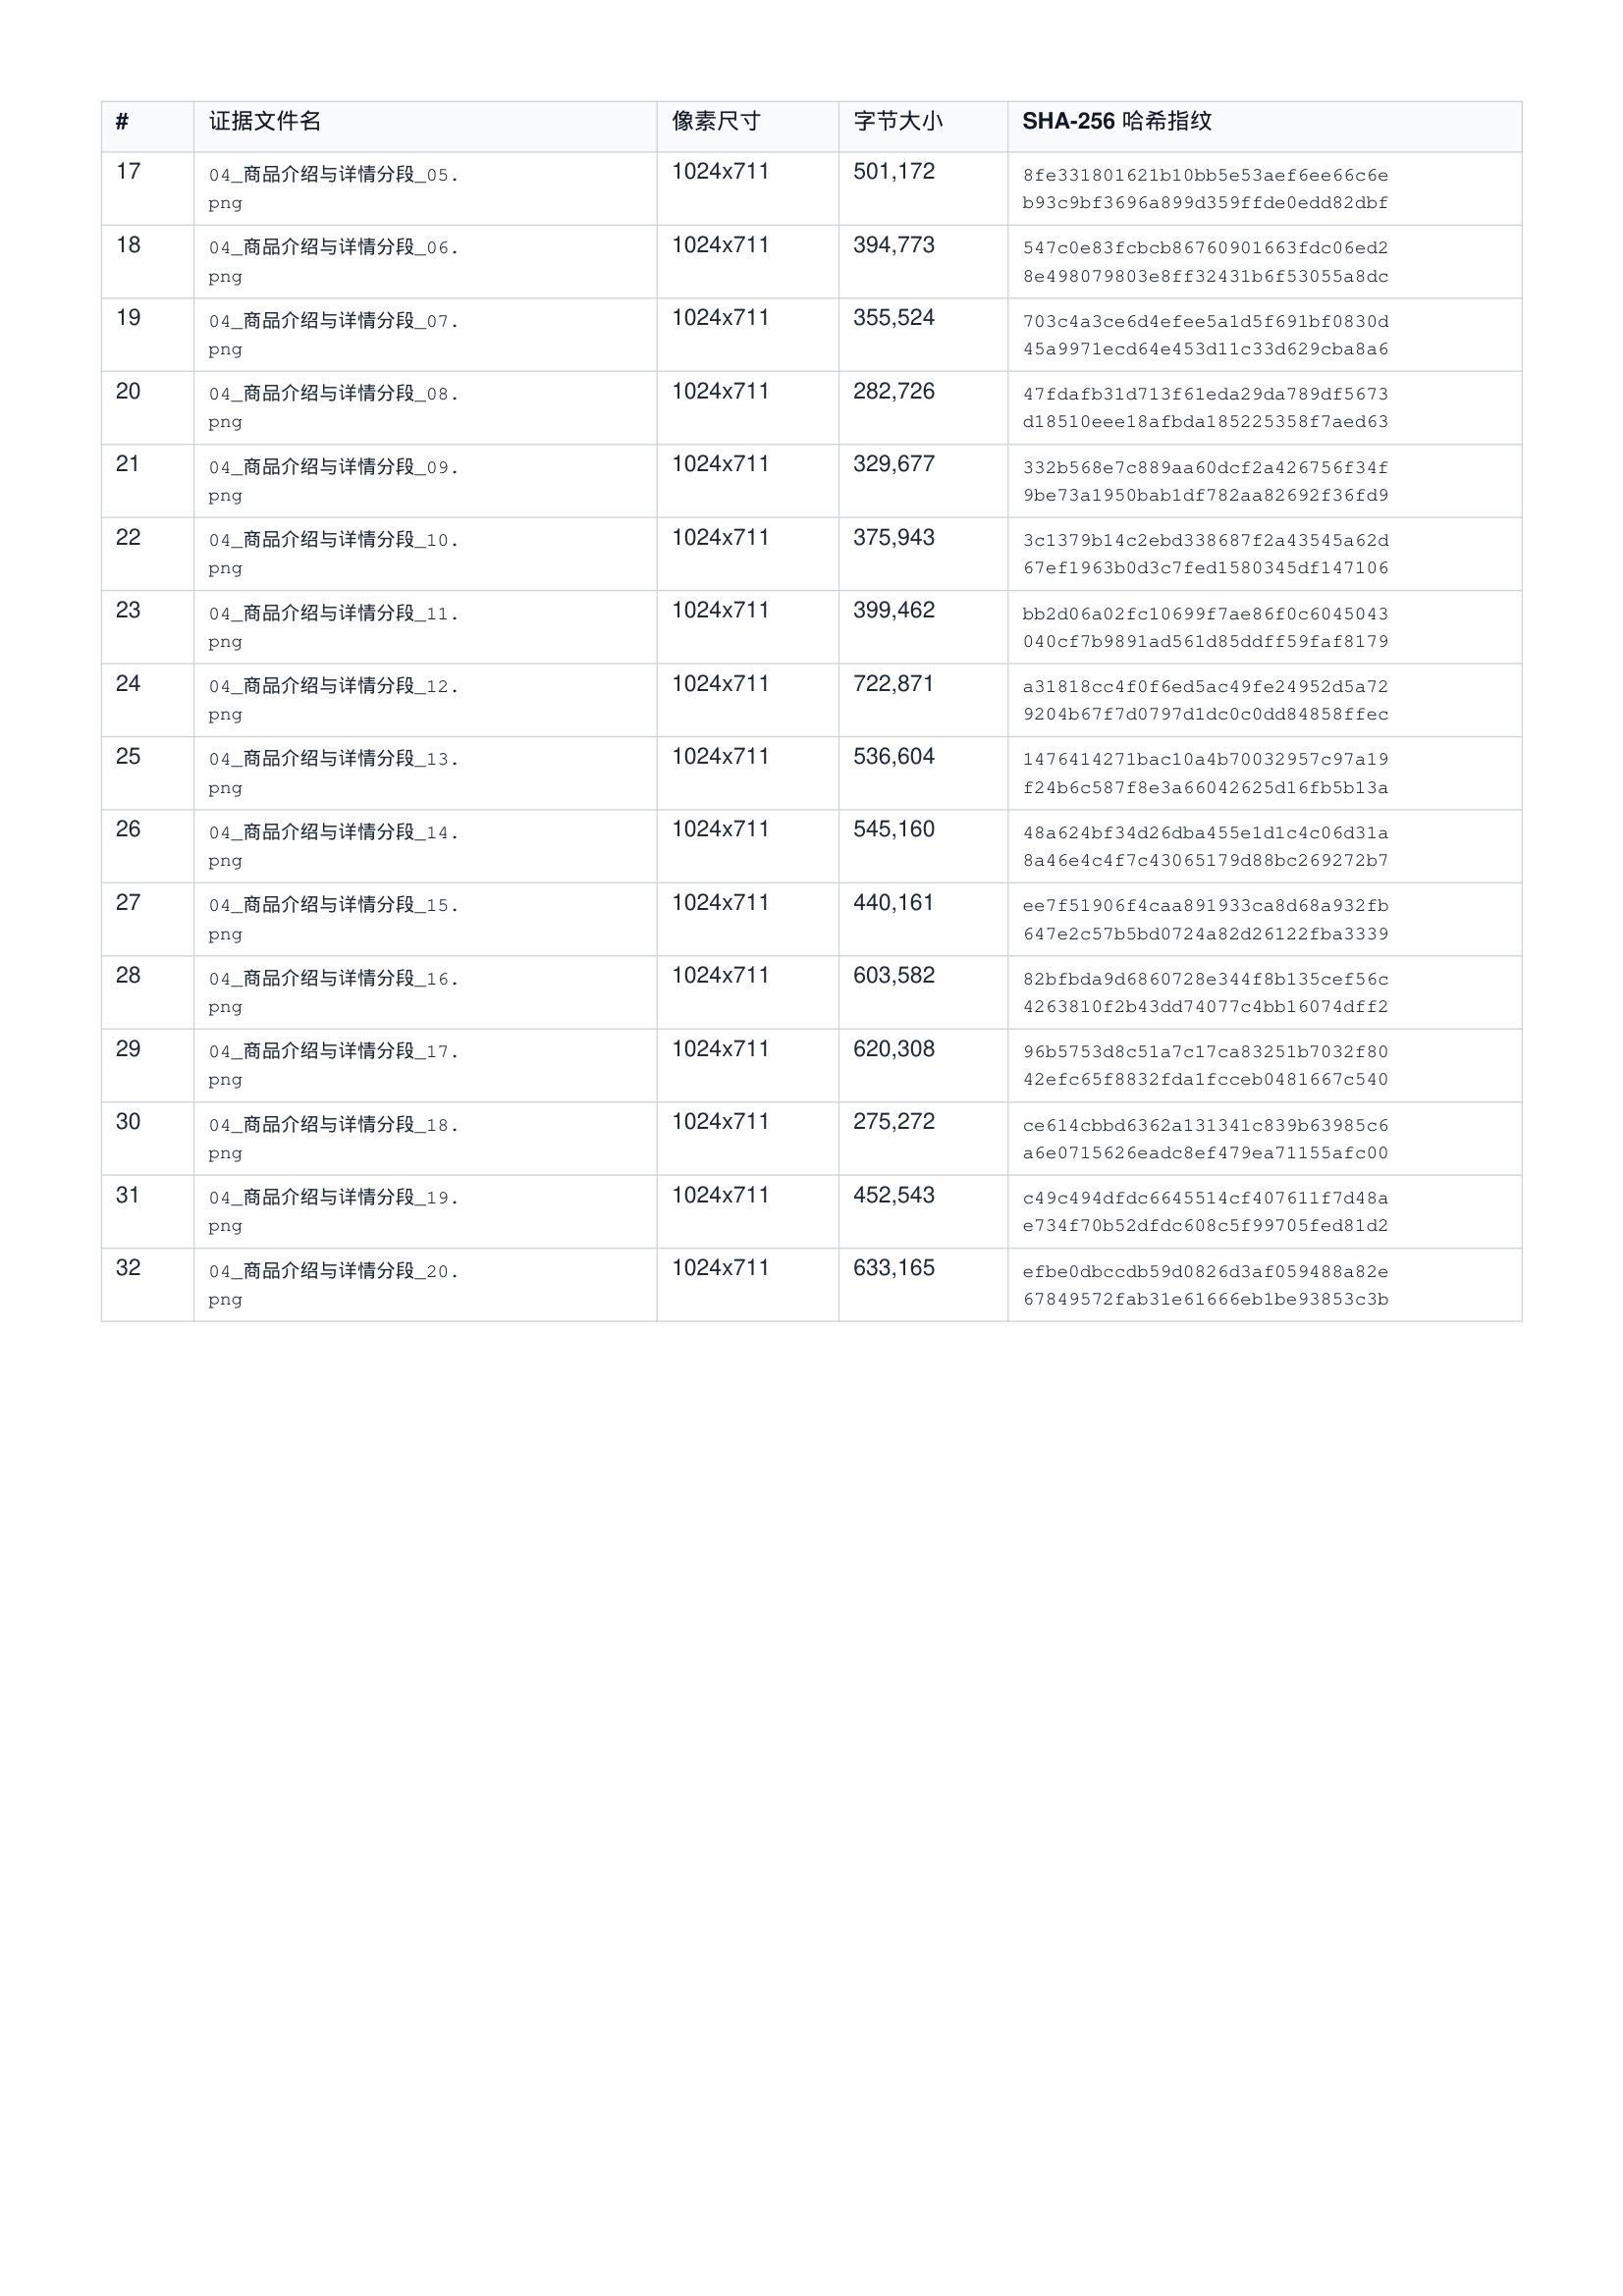 # 证据文件名 像素尺寸 字节大小 SHA-256 哈希指纹
17 04_商品介绍与详情分段_05. 1024x711 501,172 8fe331801621b10bb5e53aef6ee66c6e
png b93c9bf3696a899d359ffde0edd82dbf
18 04_商品介绍与详情分段_06. 1024x711 394,773 547c0e83fcbcb86760901663fdc06ed2
png 8e498079803e8ff32431b6f53055a8dc
19 04_商品介绍与详情分段_07. 1024x711 355,524 703c4a3ce6d4efee5a1d5f691bf0830d
png 45a9971ecd64e453d11c33d629cba8a6
20 04_商品介绍与详情分段_08. 1024x711 282,726 47fdafb31d713f61eda29da789df5673
png d18510eee18afbda185225358f7aed63
21 04_商品介绍与详情分段_09. 1024x711 329,677 332b568e7c889aa60dcf2a426756f34f
png 9be73a1950bab1df782aa82692f36fd9
22 04_商品介绍与详情分段_10. 1024x711 375,943 3c1379b14c2ebd338687f2a43545a62d
png 67ef1963b0d3c7fed1580345df147106
23 04_商品介绍与详情分段_11. 1024x711 399,462 bb2d06a02fc10699f7ae86f0c6045043
png 040cf7b9891ad561d85ddff59faf8179
24 04_商品介绍与详情分段_12. 1024x711 722,871 a31818cc4f0f6ed5ac49fe24952d5a72
png 9204b67f7d0797d1dc0c0dd84858ffec
25 04_商品介绍与详情分段_13. 1024x711 536,604 1476414271bac10a4b70032957c97a19
png f24b6c587f8e3a66042625d16fb5b13a
26 04_商品介绍与详情分段_14. 1024x711 545,160 48a624bf34d26dba455e1d1c4c06d31a
png 8a46e4c4f7c43065179d88bc269272b7
27 04_商品介绍与详情分段_15. 1024x711 440,161 ee7f51906f4caa891933ca8d68a932fb
png 647e2c57b5bd0724a82d26122fba3339
28 04_商品介绍与详情分段_16. 1024x711 603,582 82bfbda9d6860728e344f8b135cef56c
png 4263810f2b43dd74077c4bb16074dff2
29 04_商品介绍与详情分段_17. 1024x711 620,308 96b5753d8c51a7c17ca83251b7032f80
png 42efc65f8832fda1fcceb0481667c540
30 04_商品介绍与详情分段_18. 1024x711 275,272 ce614cbbd6362a131341c839b63985c6
png a6e0715626eadc8ef479ea71155afc00
31 04_商品介绍与详情分段_19. 1024x711 452,543 c49c494dfdc6645514cf407611f7d48a
png e734f70b52dfdc608c5f99705fed81d2
32 04_商品介绍与详情分段_20. 1024x711 633,165 efbe0dbccdb59d0826d3af059488a82e
png 67849572fab31e61666eb1be93853c3b